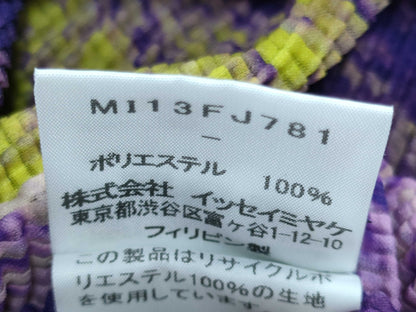 MI13FJ781
—
ポリエステル 100%
株式会社 イッセイミヤケ
東京都渋谷区富ヶ谷1-12-10
フィリピン製
この製品はリサイクルポ
リエステル100%の生地
を使用しています